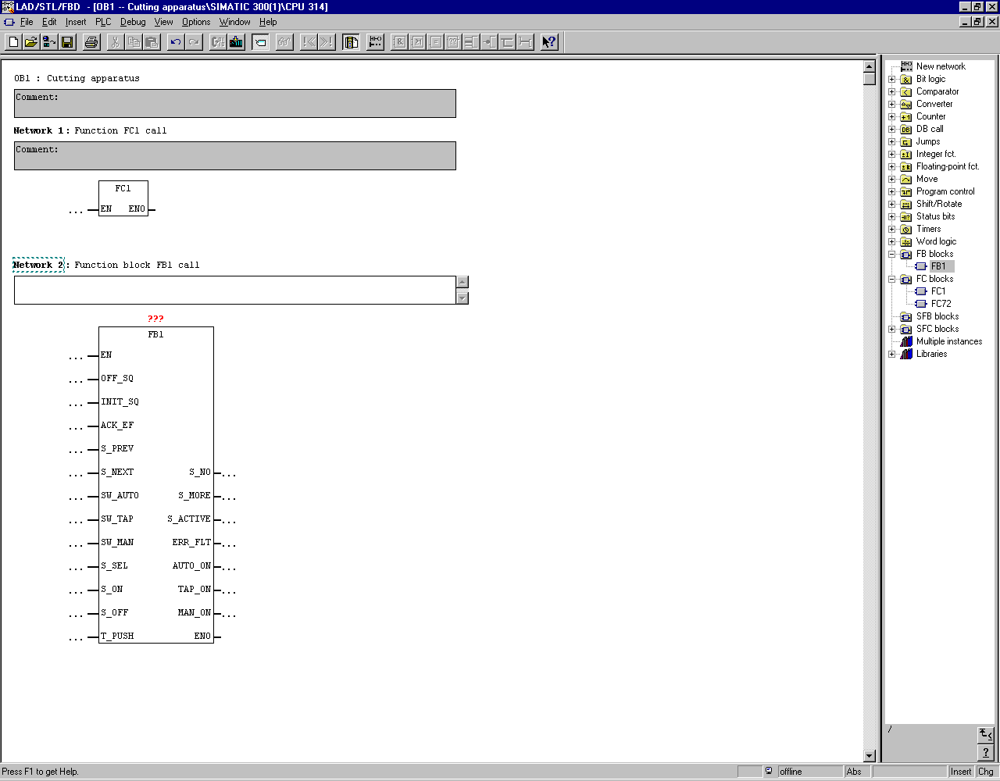 LAD/STL/FBD - [OB1 -- Cutting apparatus\SIMATIC 300(1)\CPU 314]
File Edit Insert PLC Debug View Options Window Help
OB1 : Cutting apparatus
Comment:
Network 1: Function FC1 call
Comment:
FC1
... EN ENO
Network 2: Function block FB1 call
???
FB1
... EN
... OFF_SQ
... INIT_SQ
... ACK_EF
... S_PREV
... S_NEXT S_NO ...
... SW_AUTO S_MORE ...
... SW_TAP S_ACTIVE ...
... SW_MAN ERR_FLT ...
... S_SEL AUTO_ON ...
... S_ON TAP_ON ...
... S_OFF MAN_ON ...
... T_PUSH ENO
New network
Bit logic
Comparator
Converter
Counter
DB call
Jumps
Integer fct.
Floating-point fct.
Move
Program control
Shift/Rotate
Status bits
Timers
Word logic
FB blocks
FB1
FC blocks
FC1
FC72
SFB blocks
SFC blocks
Multiple instances
Libraries
Press F1 to get Help.
offline
Abs
Insert
Chg